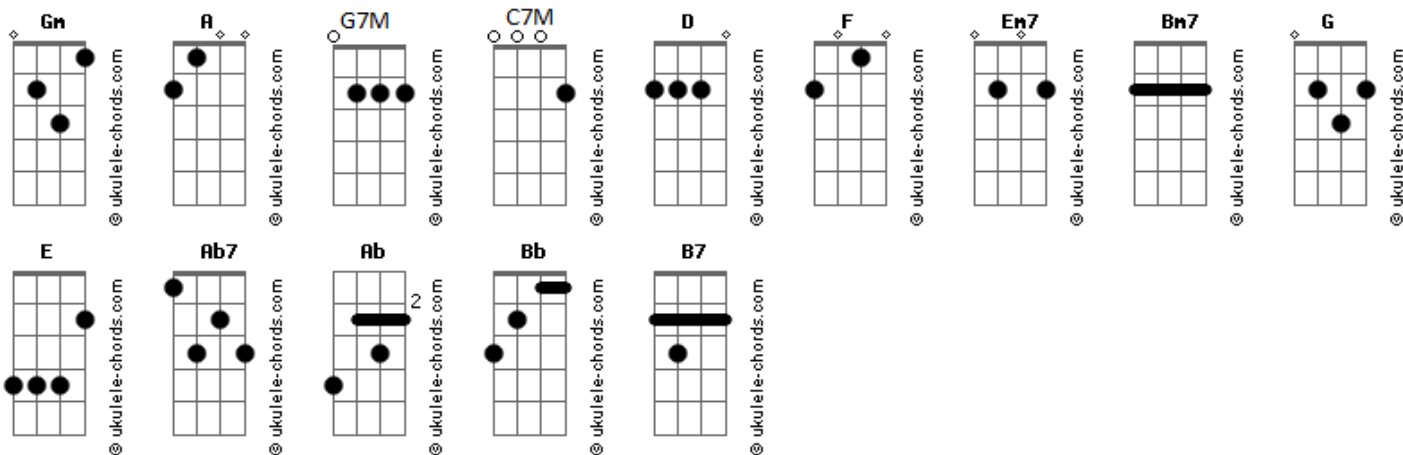 Gm A G7M C7M D F Em7 Bm7 G
© ukulele-chords.com © ukulele-chords.com © ukulele-chords.com © ukulele-chords.com © ukulele-chords.com © ukulele-chords.com © ukulele-chords.com © ukulele-chords.com © ukulele-chords.com
E Ab7 Ab Bb B7
2
© ukulele-chords.com © ukulele-chords.com © ukulele-chords.com © ukulele-chords.com © ukulele-chords.com